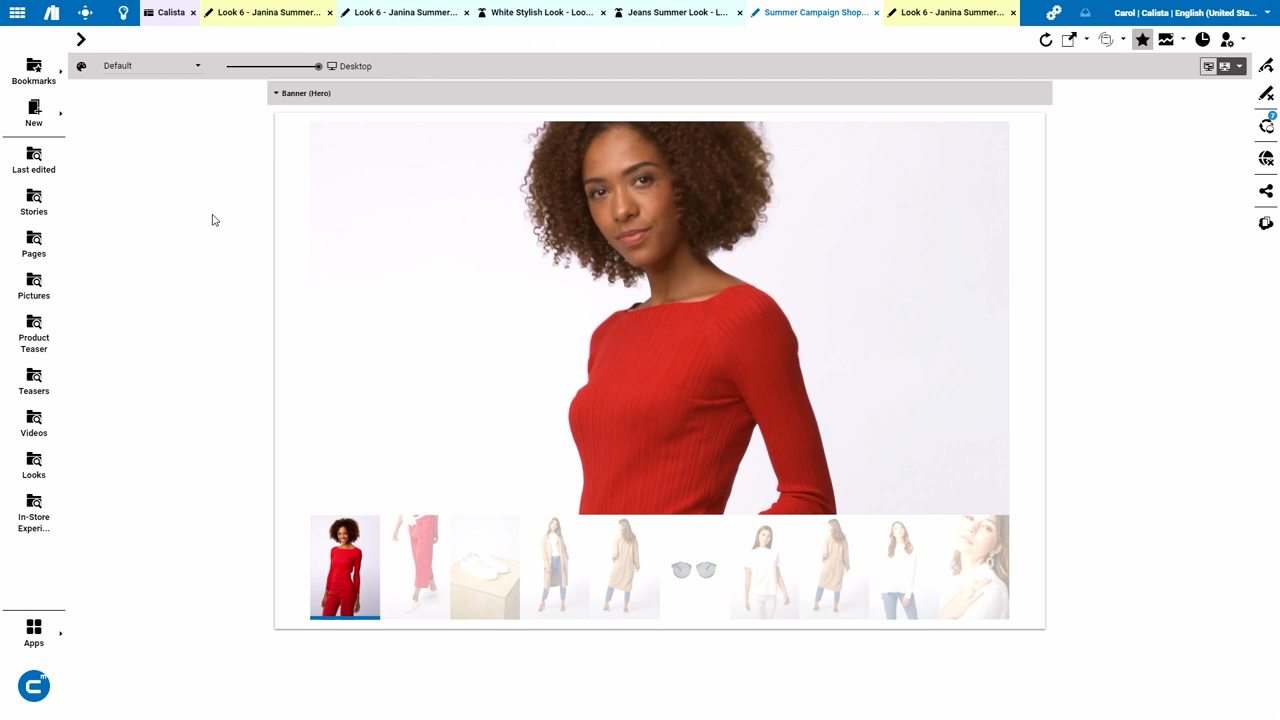 Calista
Look 6 - Janina Summer...
Look 6 - Janina Summer...
White Stylish Look - Loo...
Jeans Summer Look - L...
Summer Campaign Shop...
Look 6 - Janina Summer...
Carol | Calista | English (United Sta...
Default
Desktop
Banner (Hero)
Bookmarks
New
Last edited
Stories
Pages
Pictures
Product
Teaser
Teasers
Videos
Looks
In-Store
Experi...
Apps
7